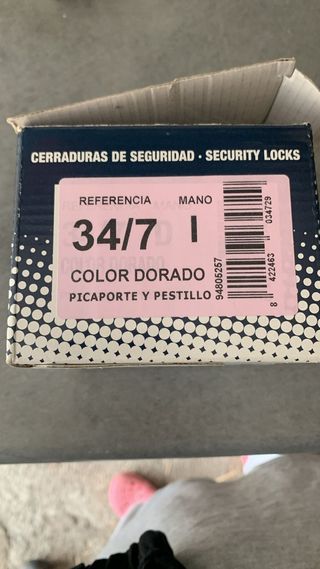 CERRADURAS DE SEGURIDAD · SECURITY LOCKS
REFERENCIA MANO
34/7 I
COLOR DORADO
PICAPORTE Y PESTILLO
94805257
8 422463 034729